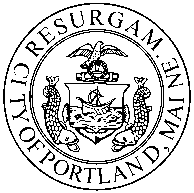 RESURGAM.
CITY OF PORTLAND, MAINE